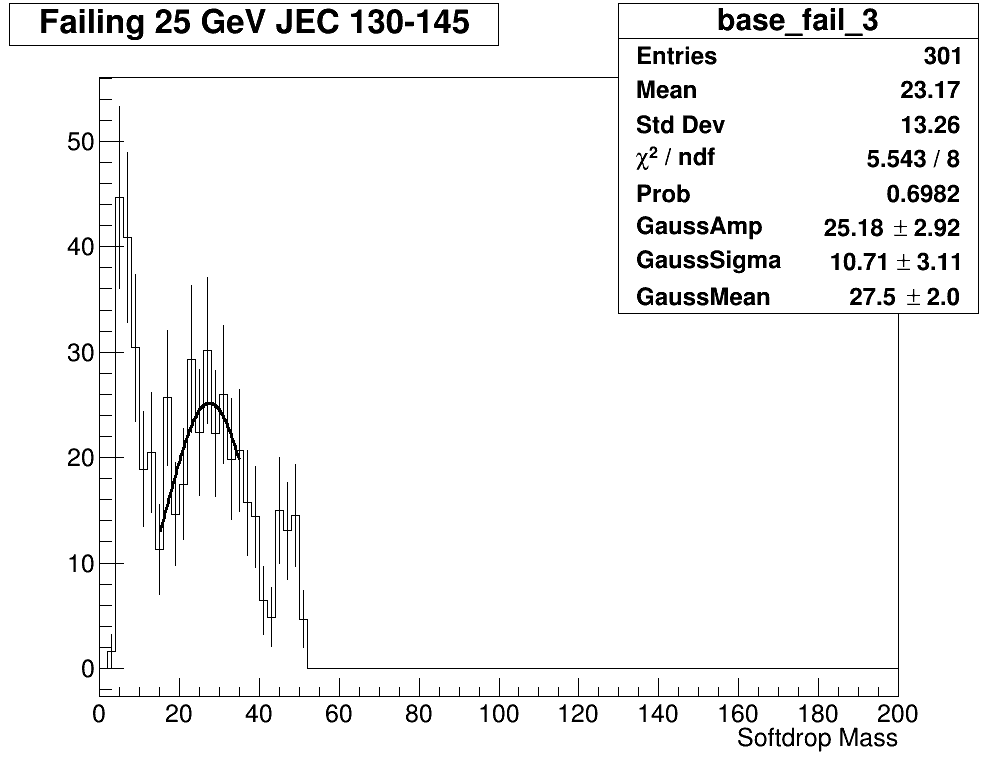 Failing 25 GeV JEC 130-145
base_fail_3
Entries 301
Mean 23.17
Std Dev 13.26
χ² / ndf 5.543 / 8
Prob 0.6982
GaussAmp 25.18 ± 2.92
GaussSigma 10.71 ± 3.11
GaussMean 27.5 ± 2.0
50
40
30
20
10
0
0 20 40 60 80 100 120 140 160 180 200
Softdrop Mass